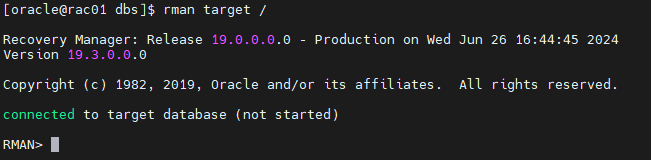 [oracle@rac01 dbs]$ rman target /
Recovery Manager: Release 19.0.0.0.0 - Production on Wed Jun 26 16:44:45 2024
Version 19.3.0.0.0
Copyright (c) 1982, 2019, Oracle and/or its affiliates.  All rights reserved.
connected to target database (not started)
RMAN>